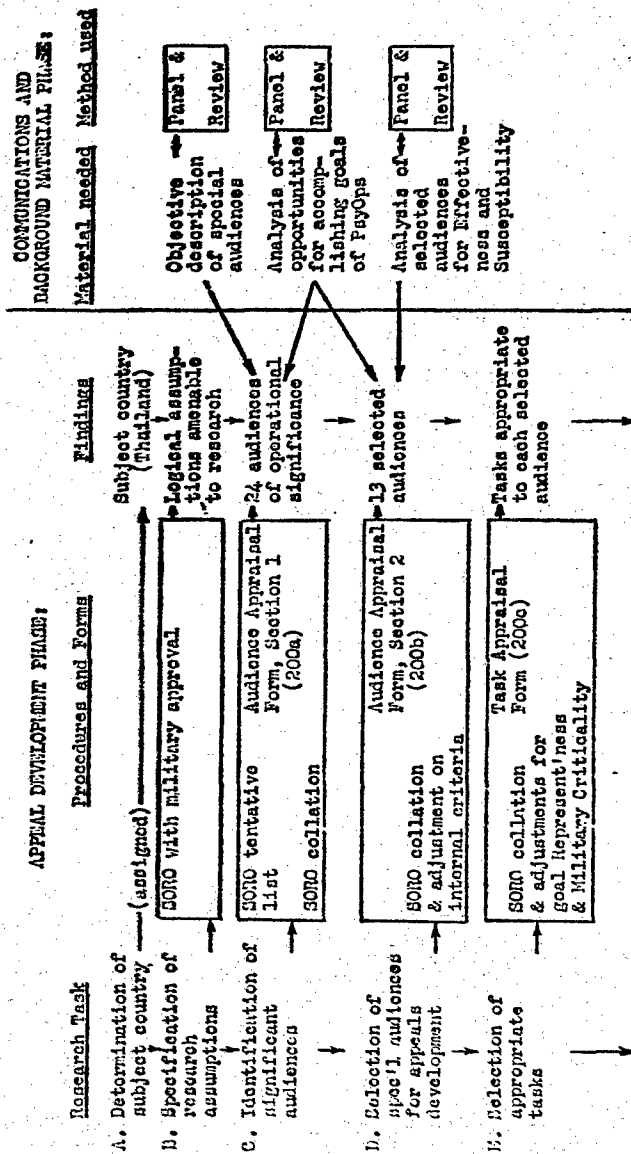 APPEAL DEVELOPMENT PHASE:
COMMUNICATIONS AND
BACKGROUND MATERIAL PHASE:
Research Task
Procedures and Forms
Findings
Material needed
Method used
A. Determination of
subject country
(assigned)
Subject country
(Thailand)
B. Specification of
research
assumptions
SORO with military approval
Logical assump-
tions amenable
to research
C. Identification of
significant
audiences
SORO tentative
list
SORO collation
Audience Appraisal
Form, Section 1
(200a)
24 audiences
of operational
significance
Objective
description
of special
audiences
Panel &
Review
Analysis of
opportunities
for accomp-
lishing goals
of PsyOps
Panel &
Review
D. Selection of
spec'l audiences
for appeals
development
Audience Appraisal
Form, Section 2
(200b)
SORO collation
& adjustment on
internal criteria
13 selected
audiences
Analysis of
selected
audiences
for Effective-
ness and
Susceptibility
Panel &
Review
E. Selection of
appropriate
tasks
Task Appraisal
Form (200c)
SORO collation
& adjustments for
goal Represent'ness
& Military Criticality
Tasks appropriate
to each selected
audience